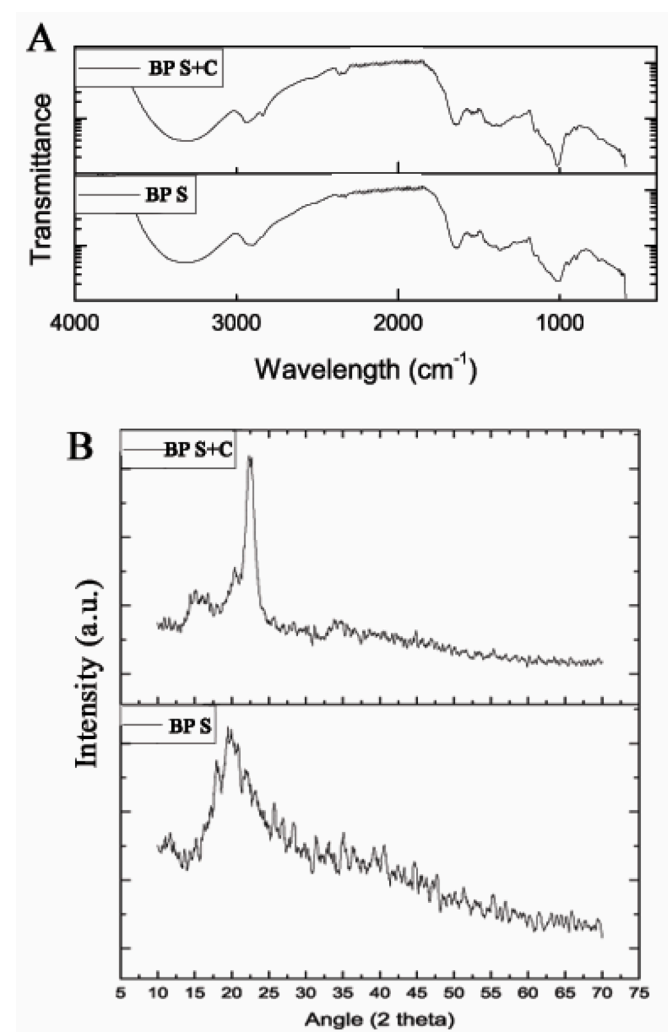 A
BP S+C
BP S
Transmittance
4000 3000 2000 1000
Wavelength (cm-1)
B
BP S+C
BP S
Intensity (a.u.)
5 10 15 20 25 30 35 40 45 50 55 60 65 70 75
Angle (2 theta)